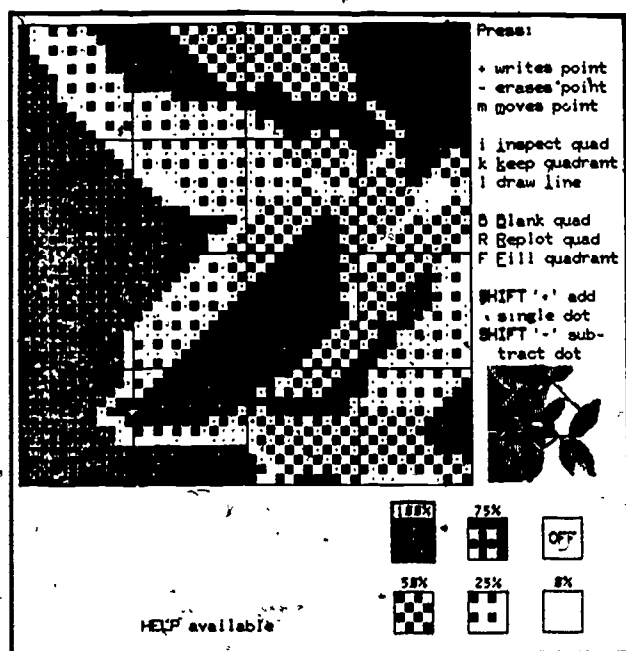 Press:
+ writes point
- erases point
m moves point
i inspect quad
k keep quadrant
l draw line
B Blank quad
R Replot quad
F Fill quadrant
SHIFT '+' add
single dot
SHIFT '-' sub-
tract dot
100% 75% OFF
50% 25% 0%
HELP available